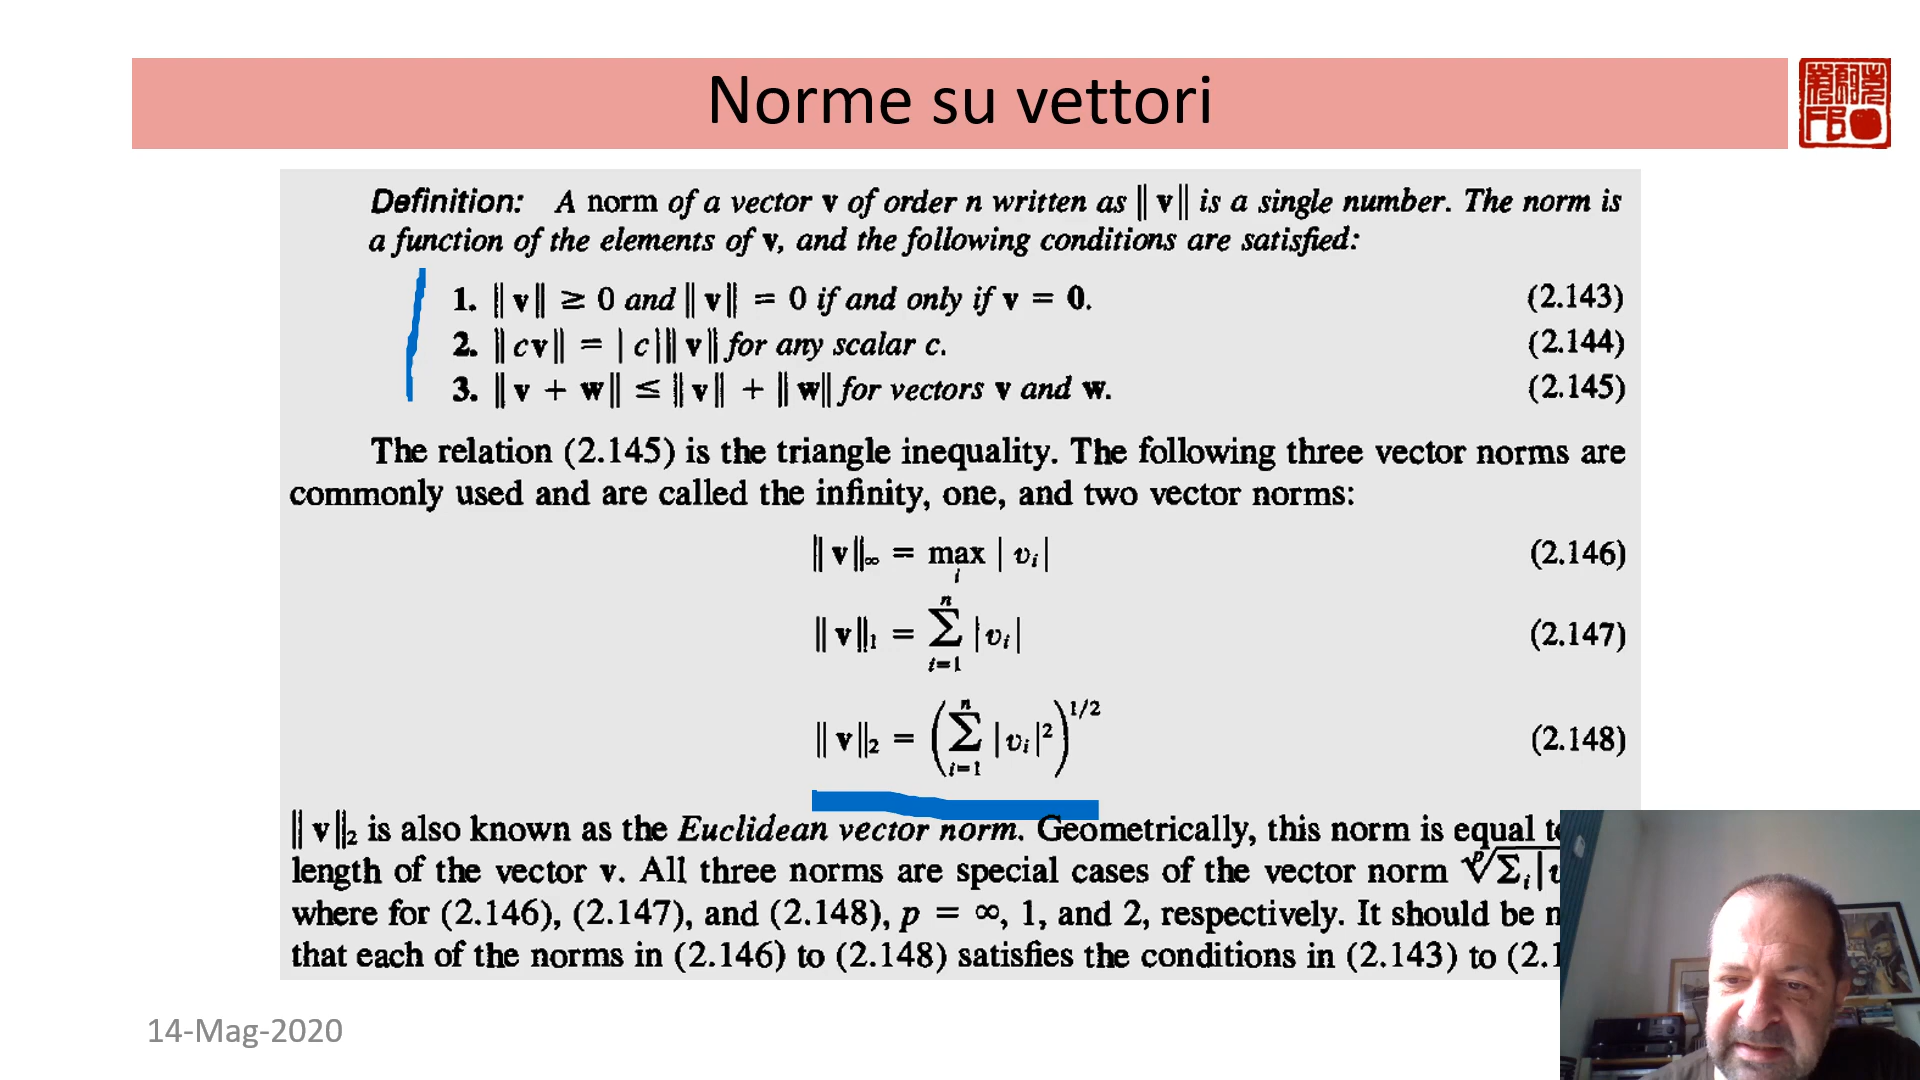 Norme su vettori
Definition: A norm of a vector v of order n written as ‖v‖ is a single number. The norm is
a function of the elements of v, and the following conditions are satisfied:
1. ‖v‖ ≥ 0 and ‖v‖ = 0 if and only if v = 0. (2.143)
2. ‖cv‖ = |c|‖v‖ for any scalar c. (2.144)
3. ‖v + w‖ ≤ ‖v‖ + ‖w‖ for vectors v and w. (2.145)
The relation (2.145) is the triangle inequality. The following three vector norms are
commonly used and are called the infinity, one, and two vector norms:
‖v‖∞ = max_i |v_i| (2.146)
‖v‖₁ = ∑_{i=1}^{n} |v_i| (2.147)
‖v‖₂ = (∑_{i=1}^{n} |v_i|²)^{1/2} (2.148)
‖v‖₂ is also known as the Euclidean vector norm. Geometrically, this norm is equal
length of the vector v. All three norms are special cases of the vector norm ᵖ√Σ_i|
where for (2.146), (2.147), and (2.148), p = ∞, 1, and 2, respectively. It should be
that each of the norms in (2.146) to (2.148) satisfies the conditions in (2.143) to
14-Mag-2020